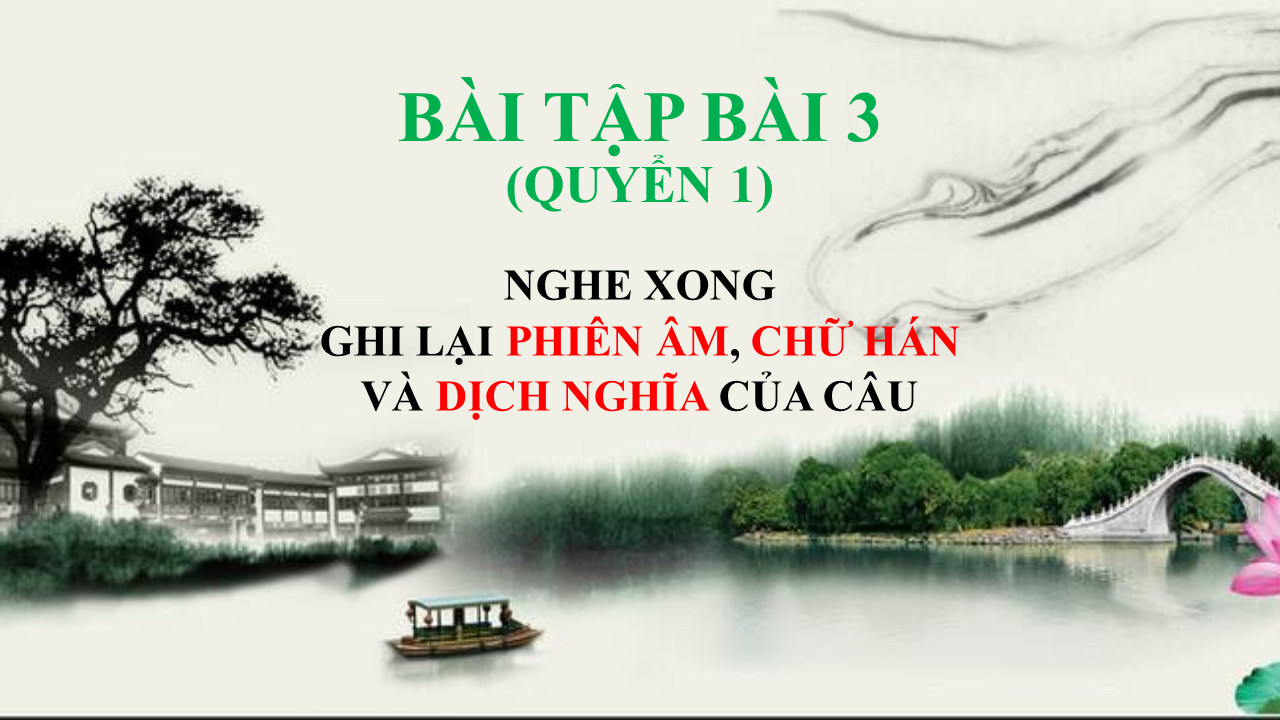 BÀI TẬP BÀI 3
(QUYỂN 1)
NGHE XONG
GHI LẠI PHIÊN ÂM, CHỮ HÁN
VÀ DỊCH NGHĨA CỦA CÂU